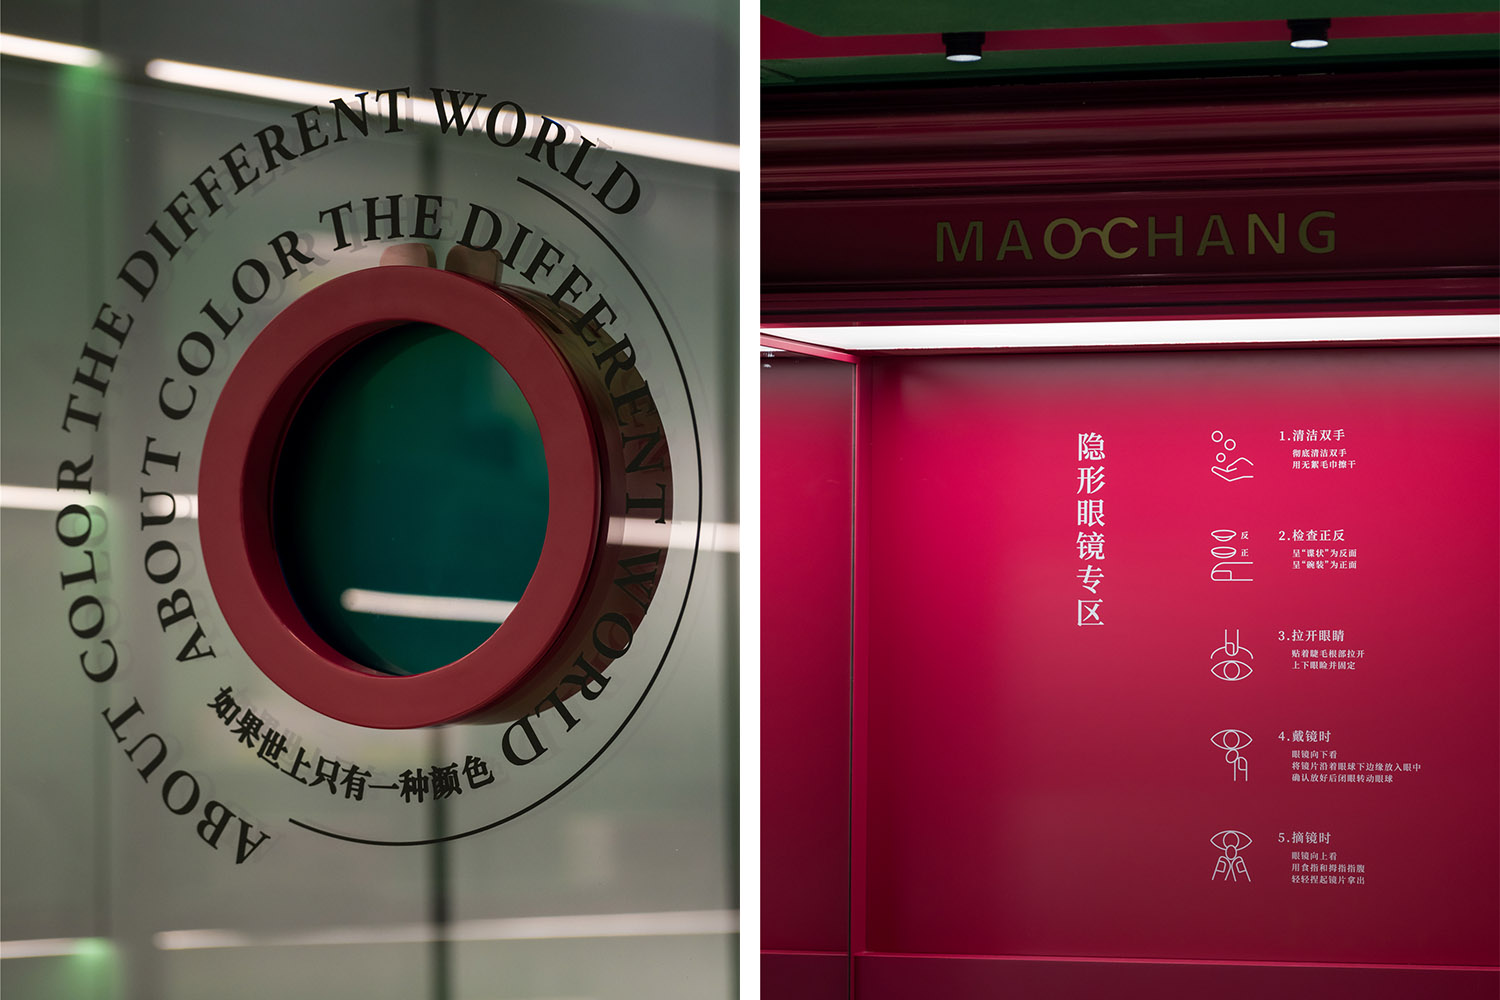 ABOUT COLOR THE DIFFERENT WORLD
ABOUT COLOR THE DIFFERENT WORLD
如果世上只有一种颜色
MAOCHANG
隐形眼镜专区
1.清洁双手
彻底清洁双手
用无絮毛巾擦干
反
正
2.检查正反
呈“碟状”为反面
呈“碗装”为正面
3.拉开眼睛
贴着睫毛根部拉开
上下眼睑并固定
4.戴镜时
眼镜向下看
将镜片沿着眼球下边缘放入眼中
确认放好后闭眼转动眼球
5.摘镜时
眼镜向上看
用食指和拇指指腹
轻轻捏起镜片拿出